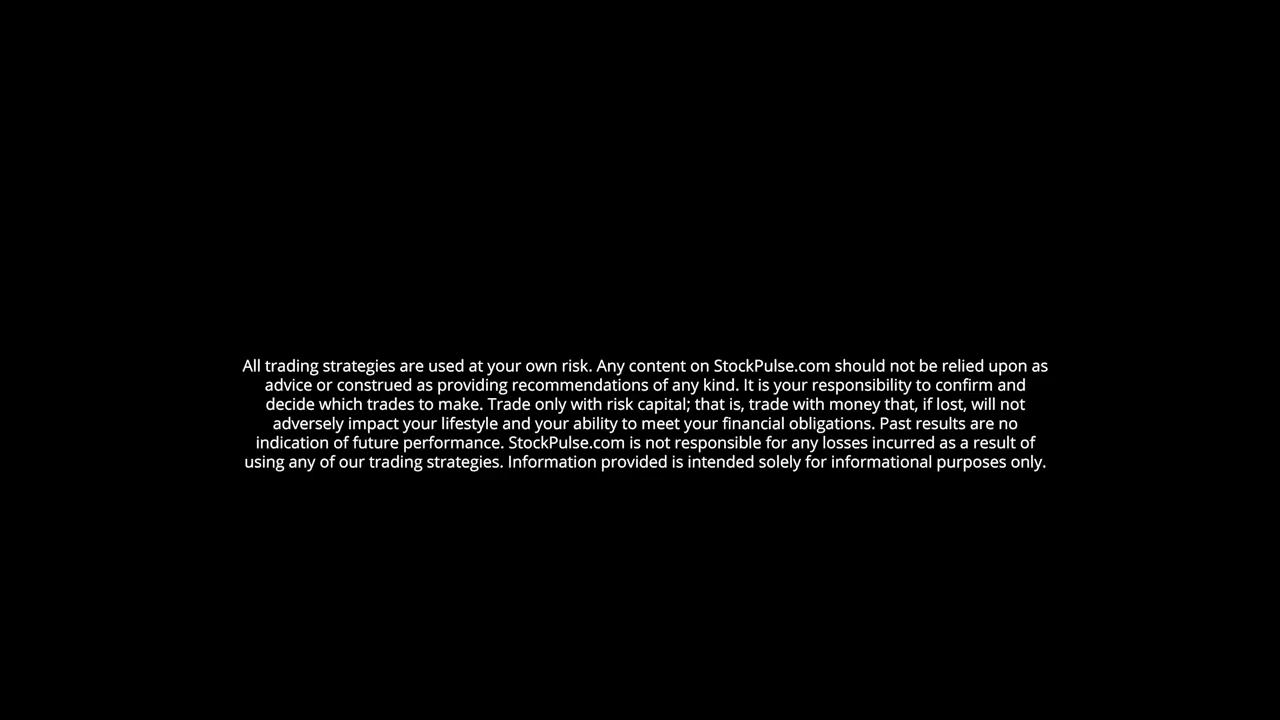 All trading strategies are used at your own risk. Any content on StockPulse.com should not be relied upon as
advice or construed as providing recommendations of any kind. It is your responsibility to confirm and
decide which trades to make. Trade only with risk capital; that is, trade with money that, if lost, will not
adversely impact your lifestyle and your ability to meet your financial obligations. Past results are no
indication of future performance. StockPulse.com is not responsible for any losses incurred as a result of
using any of our trading strategies. Information provided is intended solely for informational purposes only.